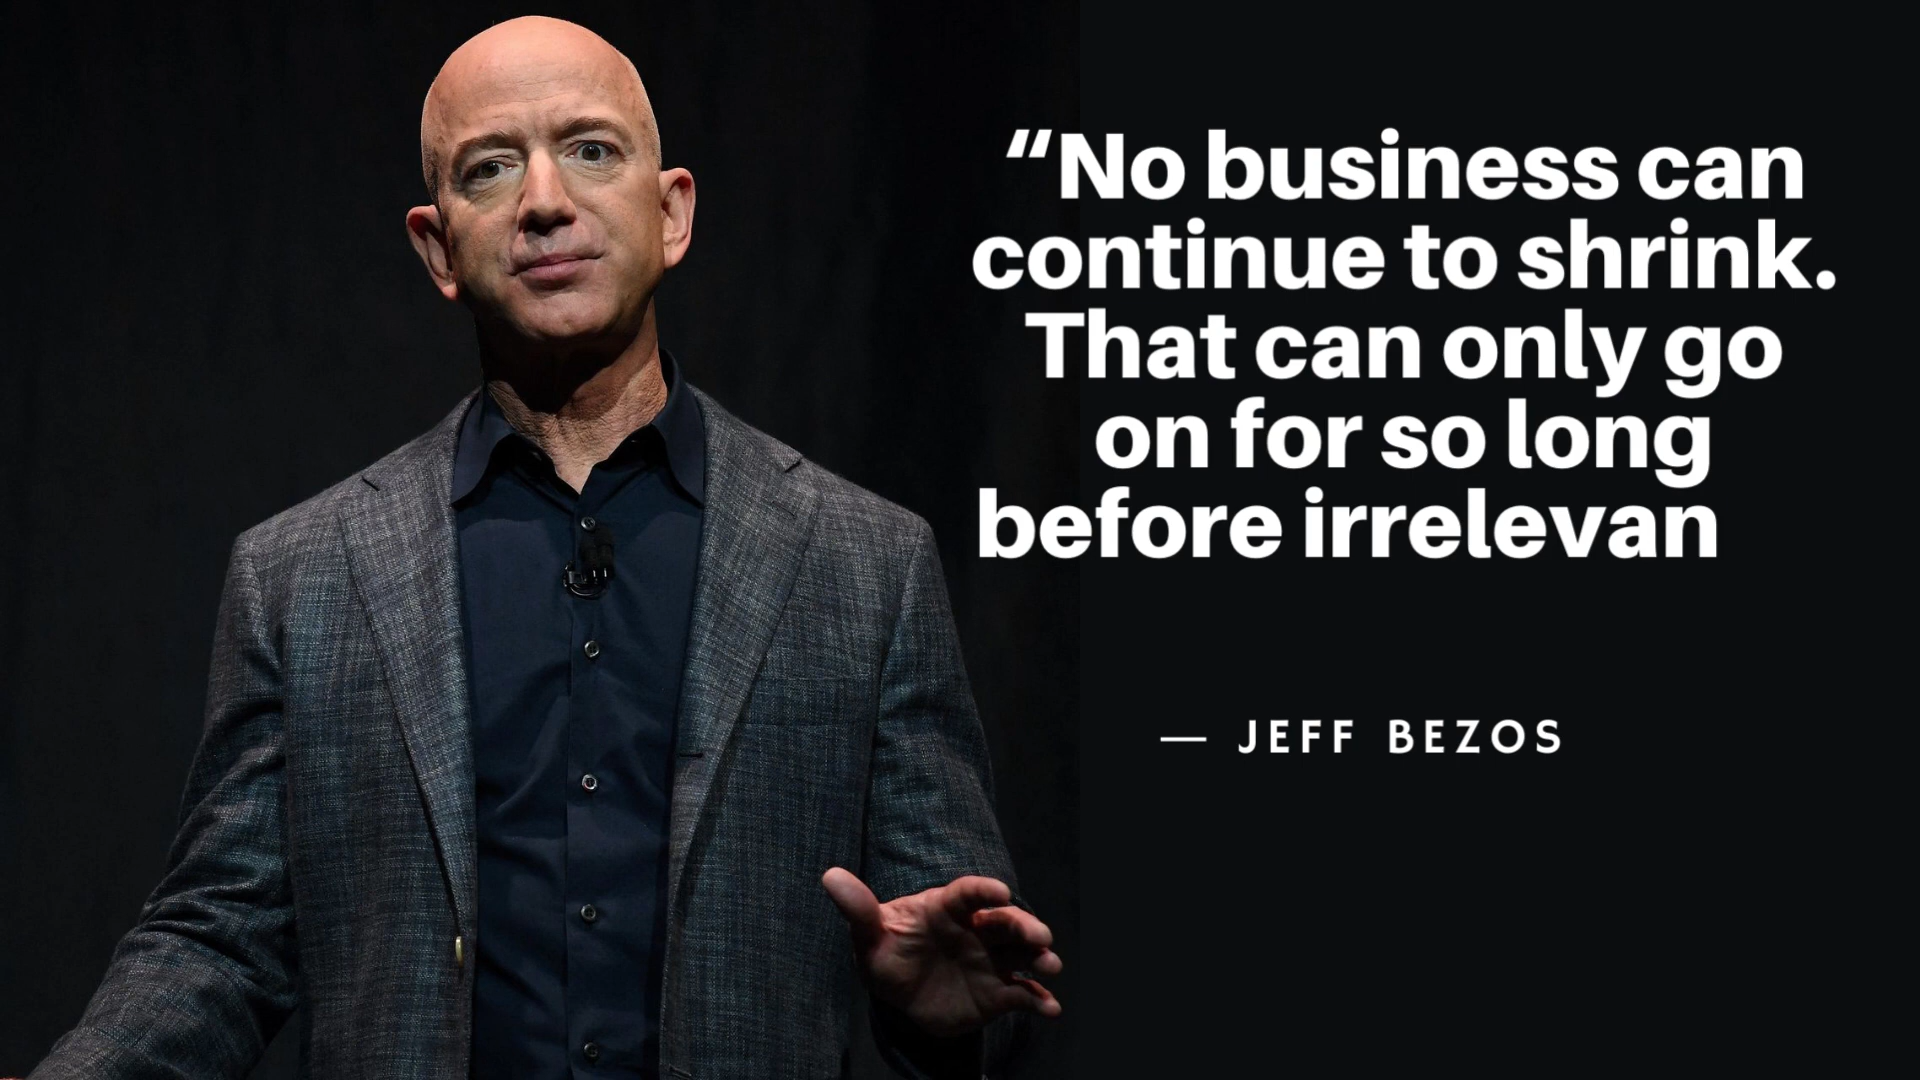 “No business can
continue to shrink.
That can only go
on for so long
before irrelevan
— JEFF BEZOS